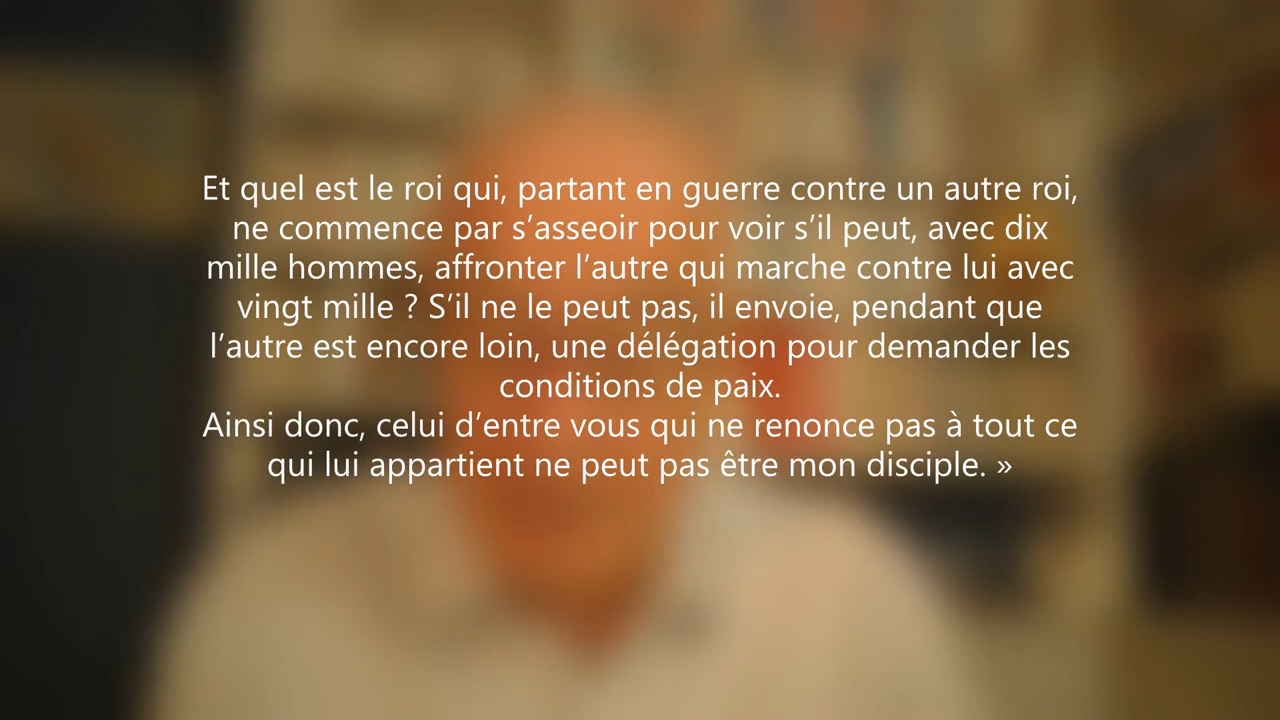 Et quel est le roi qui, partant en guerre contre un autre roi,
ne commence par s’asseoir pour voir s’il peut, avec dix
mille hommes, affronter l’autre qui marche contre lui avec
vingt mille ? S’il ne le peut pas, il envoie, pendant que
l’autre est encore loin, une délégation pour demander les
conditions de paix.
Ainsi donc, celui d’entre vous qui ne renonce pas à tout ce
qui lui appartient ne peut pas être mon disciple. »